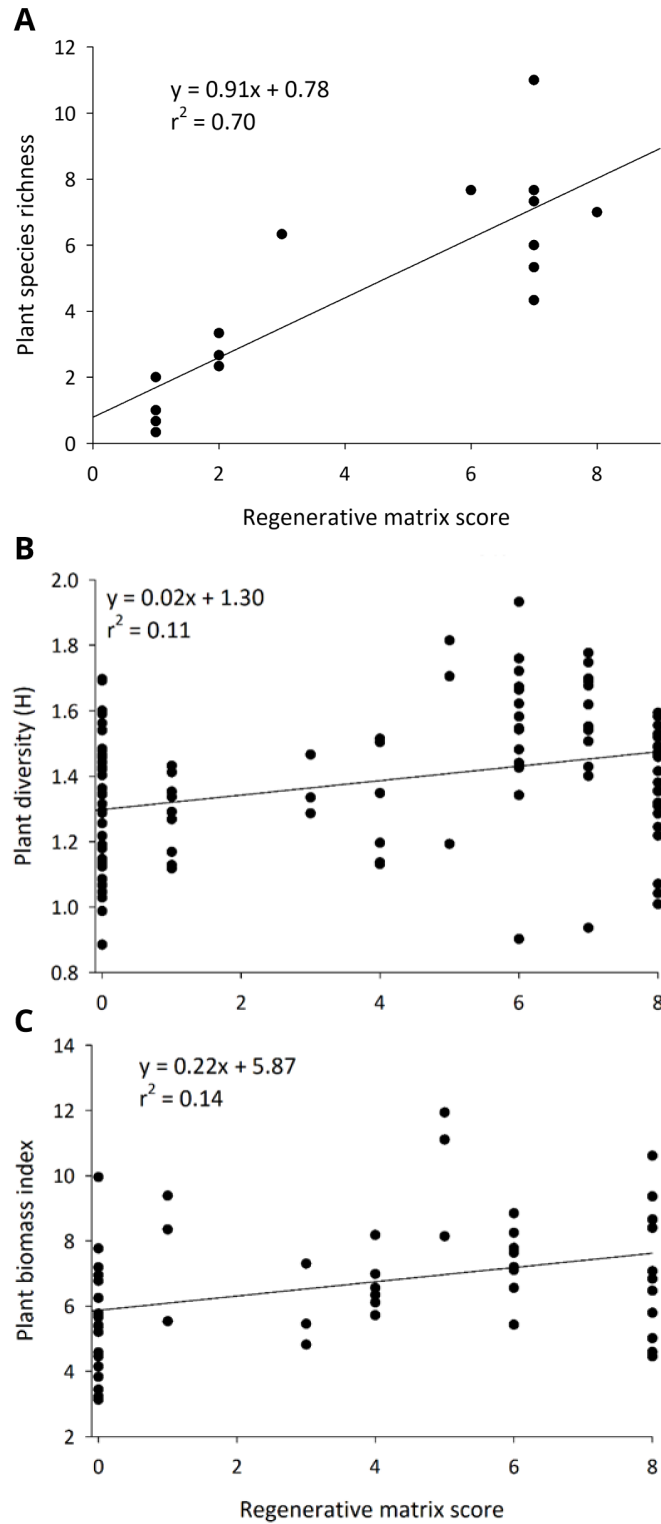 A
12
10
8
6
4
2
0
y = 0.91x + 0.78
r² = 0.70
Plant species richness
0 2 4 6 8
Regenerative matrix score
B
2.0
1.8
1.6
1.4
1.2
1.0
0.8
y = 0.02x + 1.30
r² = 0.11
Plant diversity (H)
0 2 4 6 8
C
14
12
10
8
6
4
2
y = 0.22x + 5.87
r² = 0.14
Plant biomass index
0 2 4 6 8
Regenerative matrix score